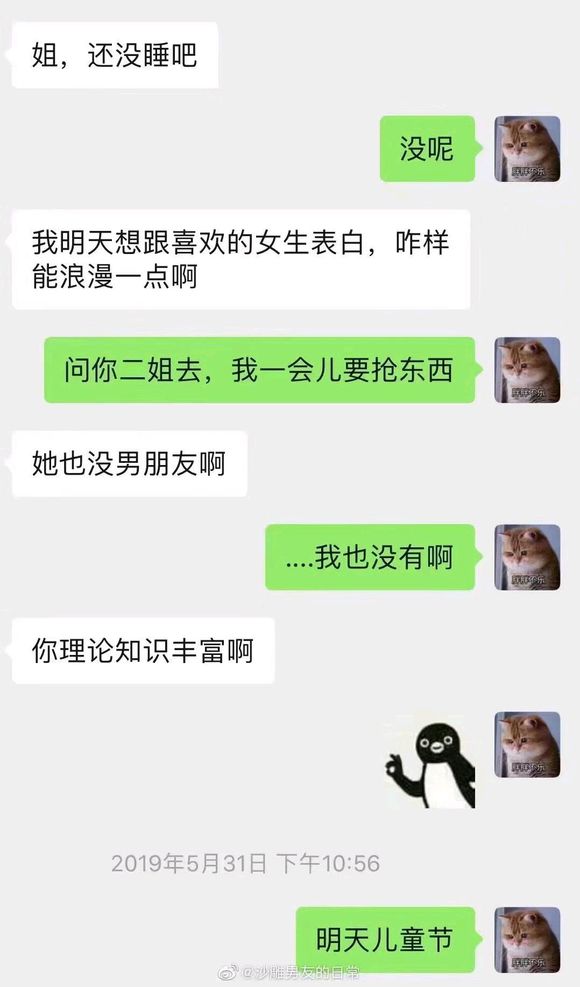 姐，还没睡吧
没呢
我明天想跟喜欢的女生表白，咋样
能浪漫一点啊
问你二姐去，我一会儿要抢东西
她也没男朋友啊
....我也没有啊
你理论知识丰富啊
2019年5月31日 下午10:56
明天儿童节
@沙雕男友的日常